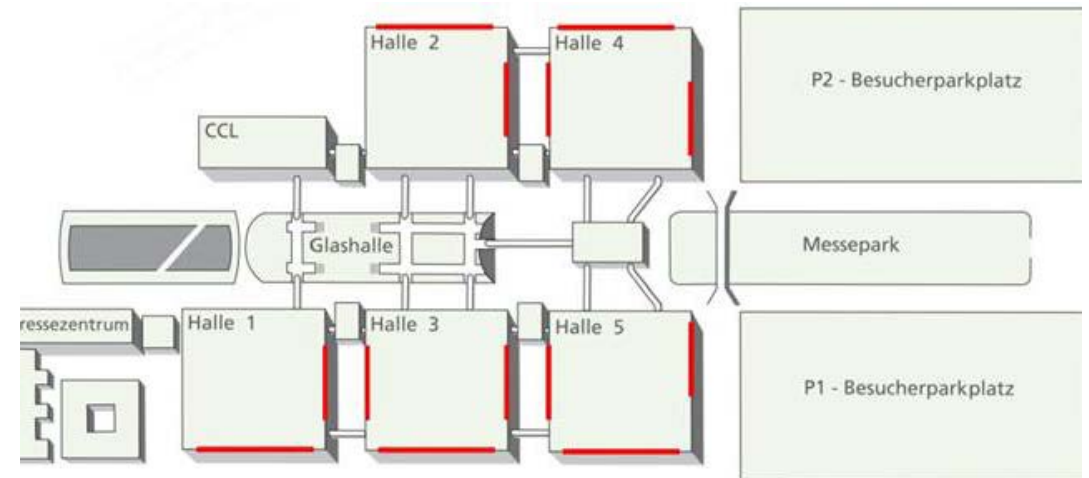 Halle 2
Halle 4
P2 - Besucherparkplatz
CCL
Glashalle
Messepark
ressezentrum
Halle 1
Halle 3
Halle 5
P1 - Besucherparkplatz